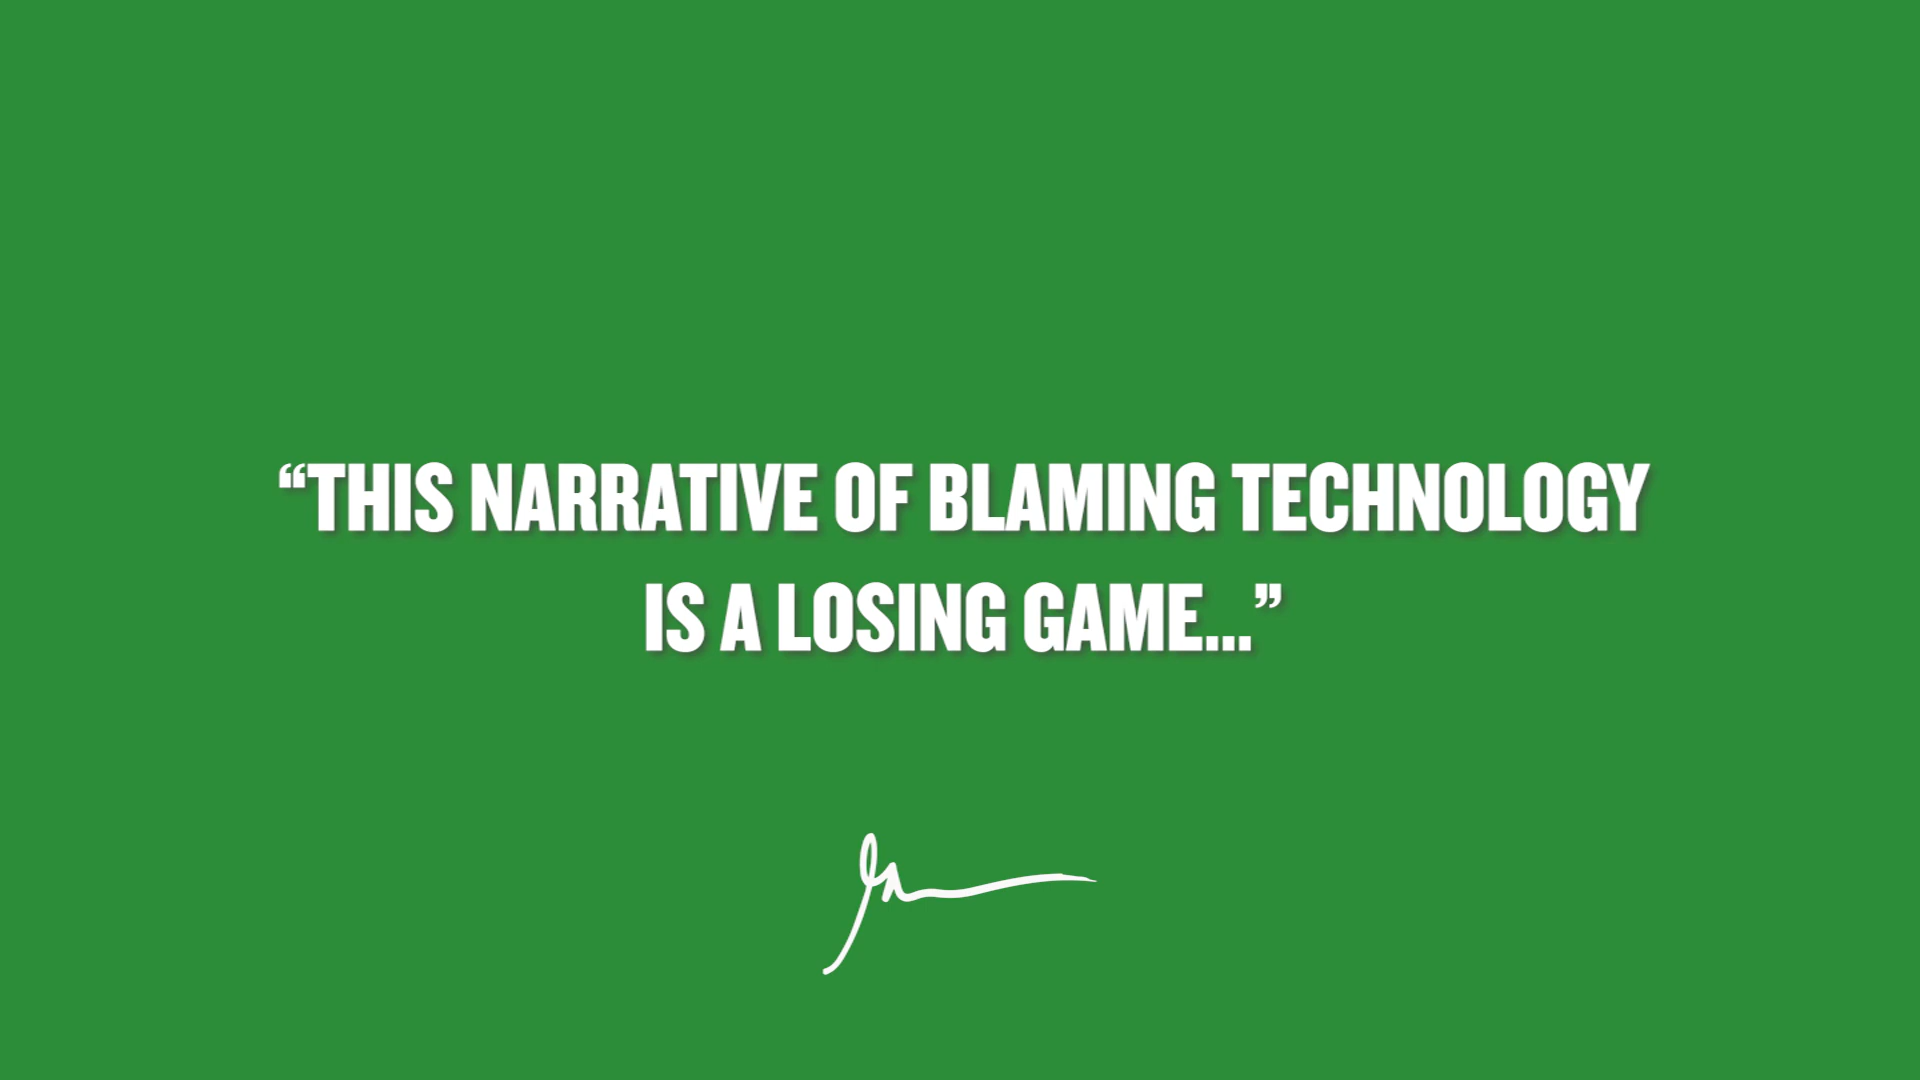 “THIS NARRATIVE OF BLAMING TECHNOLOGY
IS A LOSING GAME...”